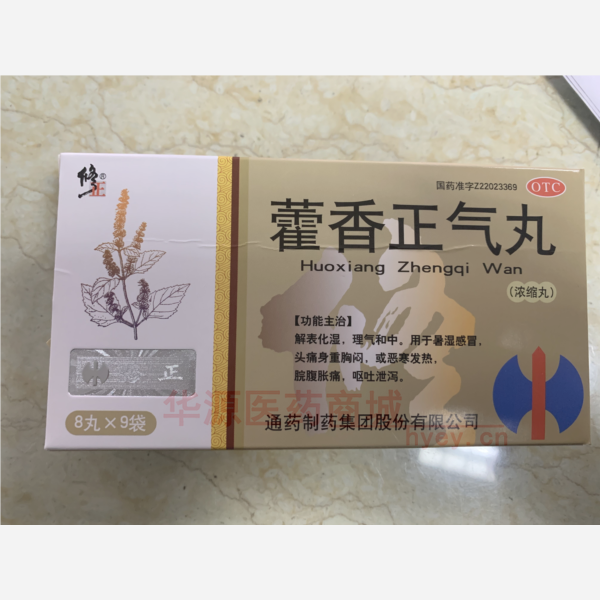 修正®
国药准字Z22023369
OTC
藿香正气丸
Huoxiang Zhengqi Wan
(浓缩丸)
【功能主治】
解表化湿,理气和中。用于暑湿感冒,
头痛身重胸闷,或恶寒发热,
脘腹胀痛,呕吐泄泻。
正
8丸×9袋
华源医药商城
通药制药集团股份有限公司
hyey.cn